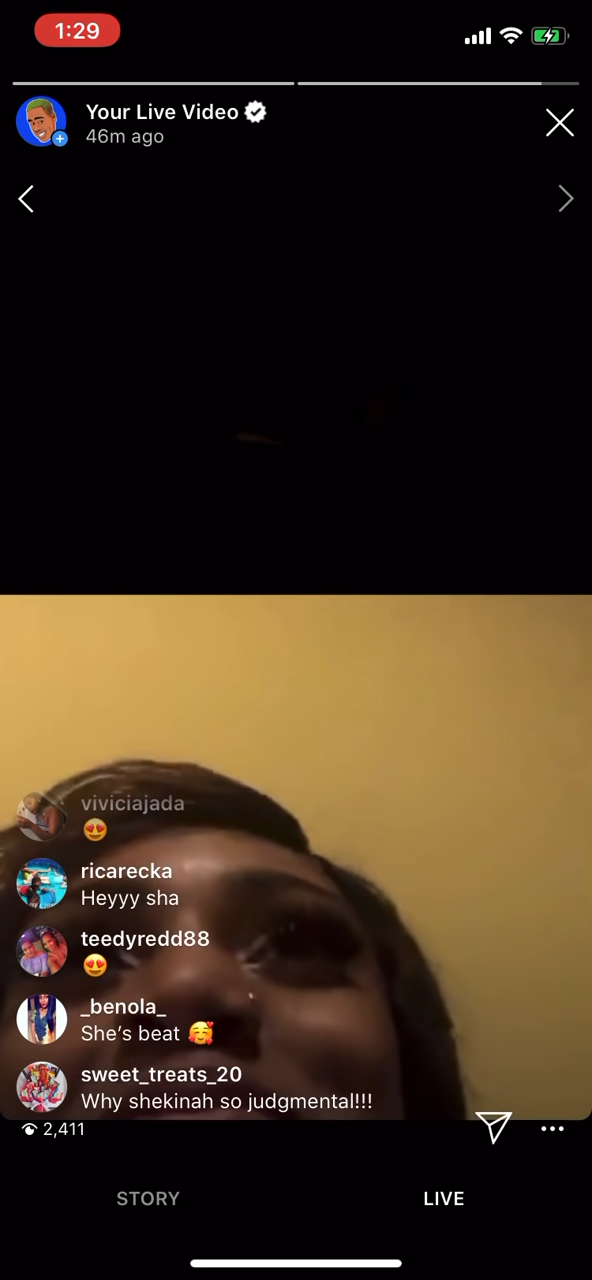 1:29
Your Live Video
46m ago
viviciajada
😍
ricarecka
Heyyy sha
teedyredd88
😍
_benola_
She’s beat 🥰
sweet_treats_20
Why shekinah so judgmental!!!
2,411
STORY
LIVE